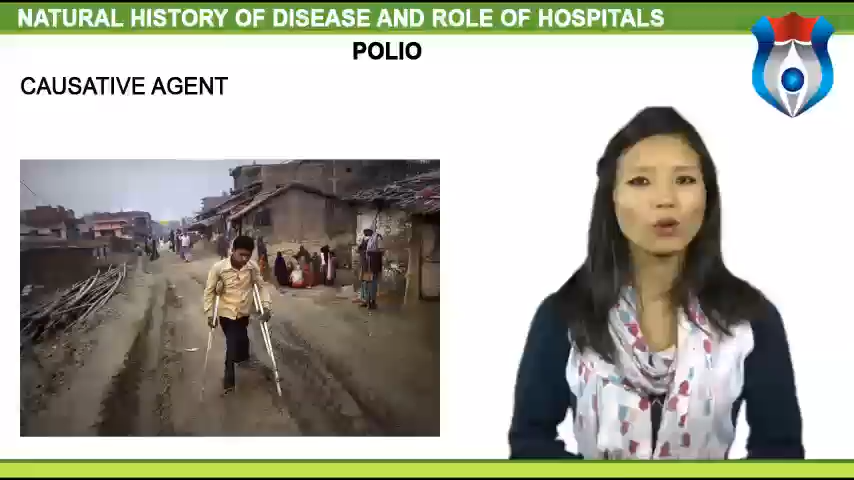 NATURAL HISTORY OF DISEASE AND ROLE OF HOSPITALS
POLIO
CAUSATIVE AGENT